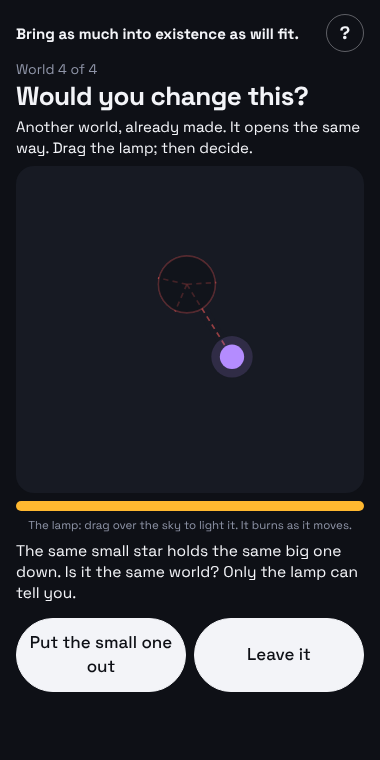 Bring as much into existence as will fit.
?
World 4 of 4
Would you change this?
Another world, already made. It opens the same
way. Drag the lamp; then decide.
The lamp: drag over the sky to light it. It burns as it moves.
The same small star holds the same big one
down. Is it the same world? Only the lamp can
tell you.
Put the small one
out
Leave it